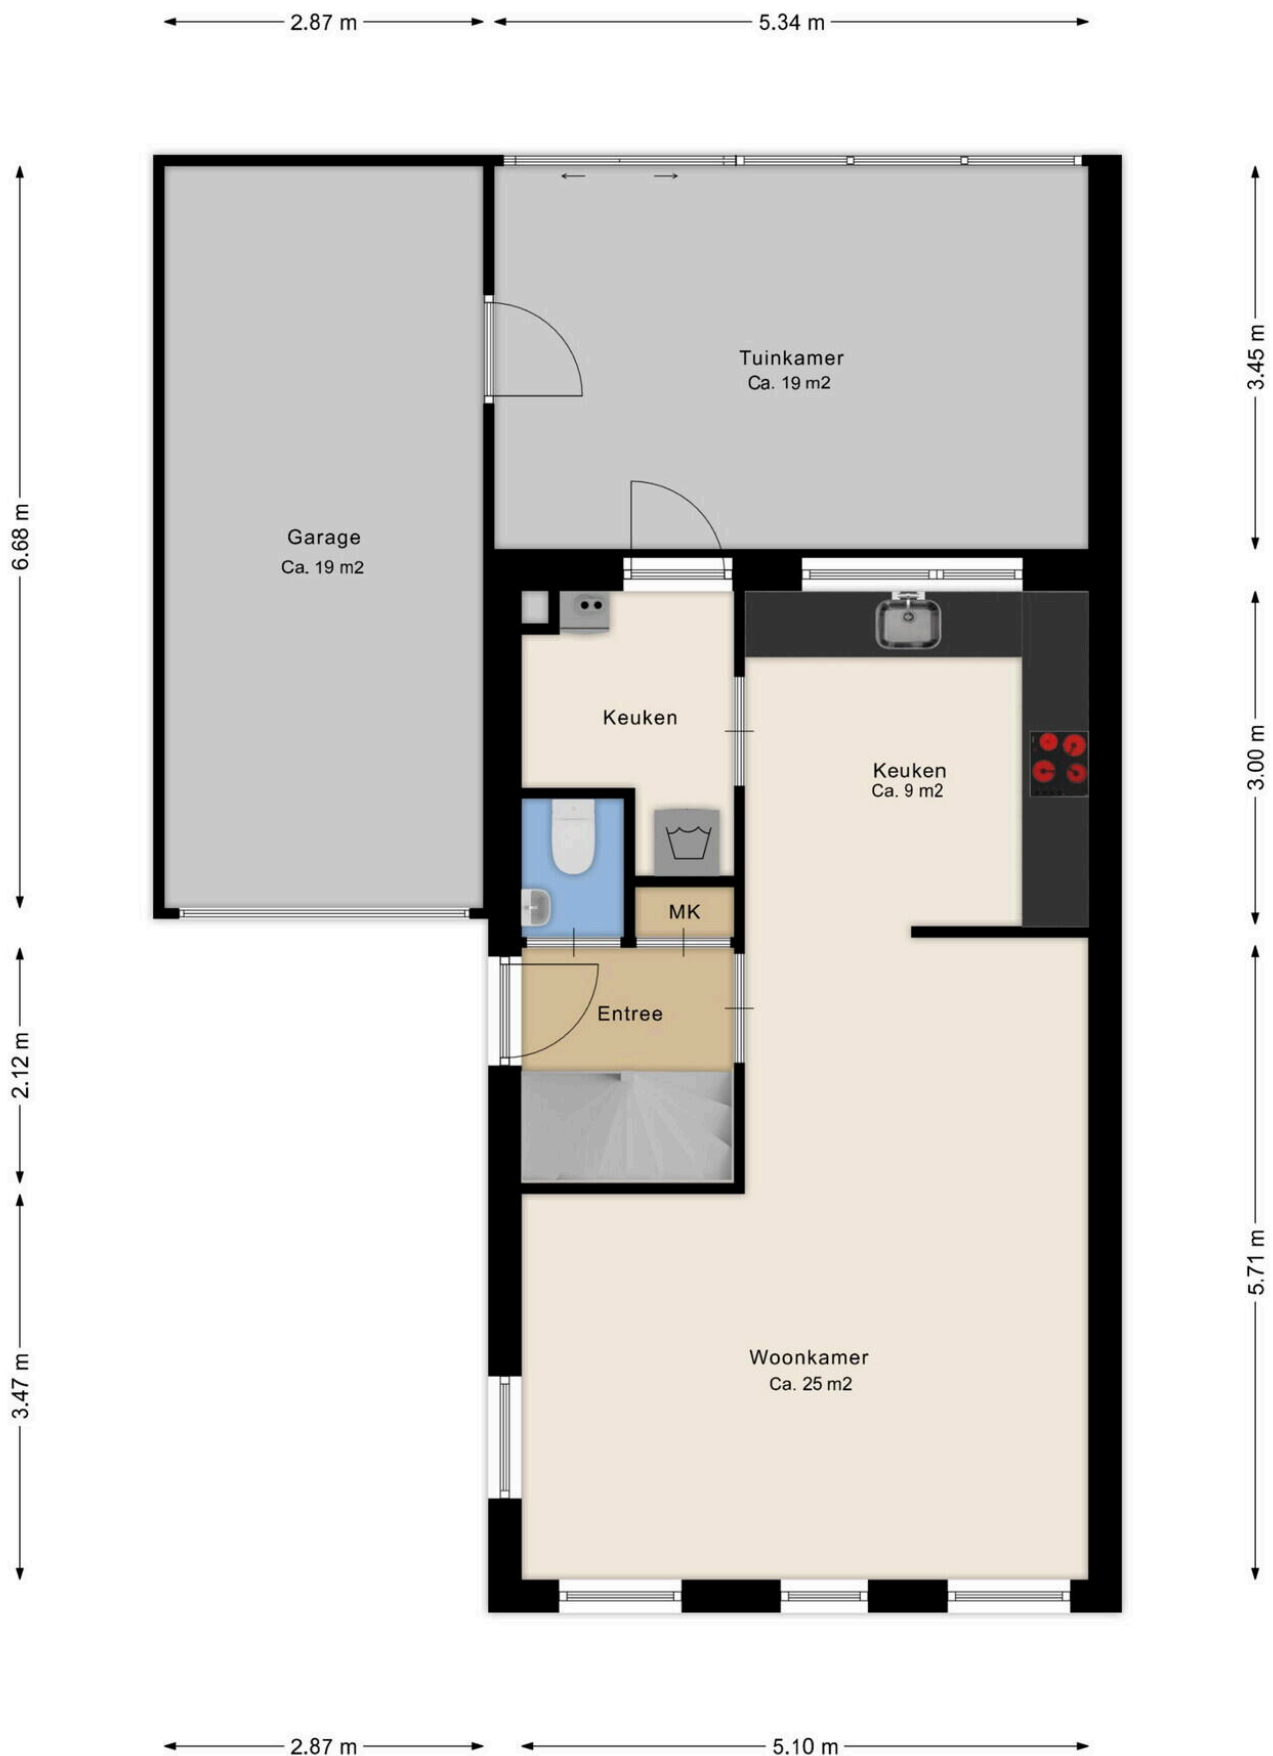 2.87 m
5.34 m
6.68 m
3.45 m
Tuinkamer
Ca. 19 m2
Garage
Ca. 19 m2
Keuken
Keuken
Ca. 9 m2
3.00 m
MK
Entree
2.12 m
5.71 m
Woonkamer
Ca. 25 m2
3.47 m
2.87 m
5.10 m